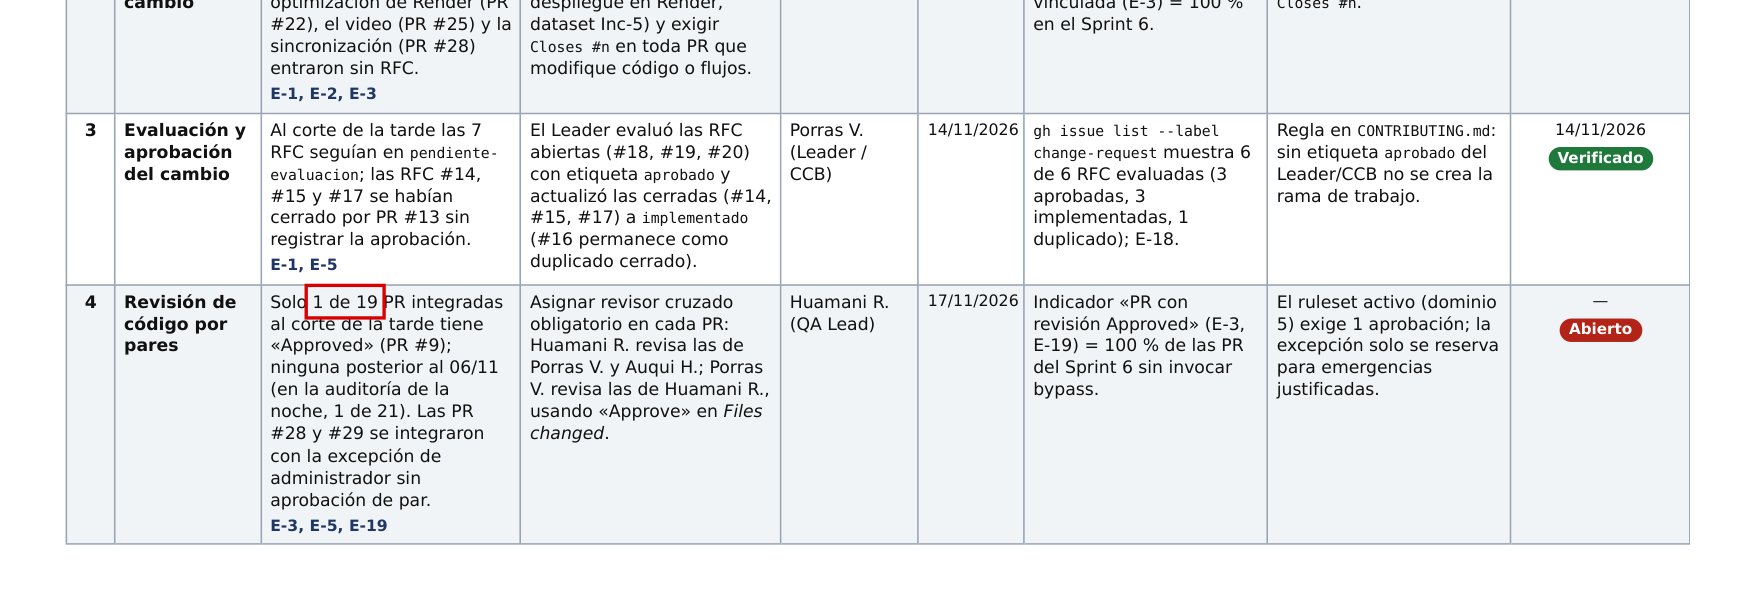 cambio
optimización de Render (PR
#22), el video (PR #25) y la
sincronización (PR #28)
entraron sin RFC.
E-1, E-2, E-3
despliegue en Render,
dataset Inc-5) y exigir
Closes #n en toda PR que
modifique código o flujos.
vinculada (E-3) = 100 %
en el Sprint 6.
Closes #n.
3
Evaluación y
aprobación
del cambio
Al corte de la tarde las 7
RFC seguían en pendiente-
evaluacion; las RFC #14,
#15 y #17 se habían
cerrado por PR #13 sin
registrar la aprobación.
E-1, E-5
El Leader evaluó las RFC
abiertas (#18, #19, #20)
con etiqueta aprobado y
actualizó las cerradas (#14,
#15, #17) a implementado
(#16 permanece como
duplicado cerrado).
Porras V.
(Leader /
CCB)
14/11/2026
gh issue list --label
change-request muestra 6
de 6 RFC evaluadas (3
aprobadas, 3
implementadas, 1
duplicado); E-18.
Regla en CONTRIBUTING.md:
sin etiqueta aprobado del
Leader/CCB no se crea la
rama de trabajo.
14/11/2026
Verificado
4
Revisión de
código por
pares
Solo 1 de 19 PR integradas
al corte de la tarde tiene
«Approved» (PR #9);
ninguna posterior al 06/11
(en la auditoría de la
noche, 1 de 21). Las PR
#28 y #29 se integraron
con la excepción de
administrador sin
aprobación de par.
E-3, E-5, E-19
Asignar revisor cruzado
obligatorio en cada PR:
Huamani R. revisa las de
Porras V. y Auqui H.; Porras
V. revisa las de Huamani R.,
usando «Approve» en Files
changed.
Huamani R.
(QA Lead)
17/11/2026
Indicador «PR con
revisión Approved» (E-3,
E-19) = 100 % de las PR
del Sprint 6 sin invocar
bypass.
El ruleset activo (dominio
5) exige 1 aprobación; la
excepción solo se reserva
para emergencias
justificadas.
—
Abierto